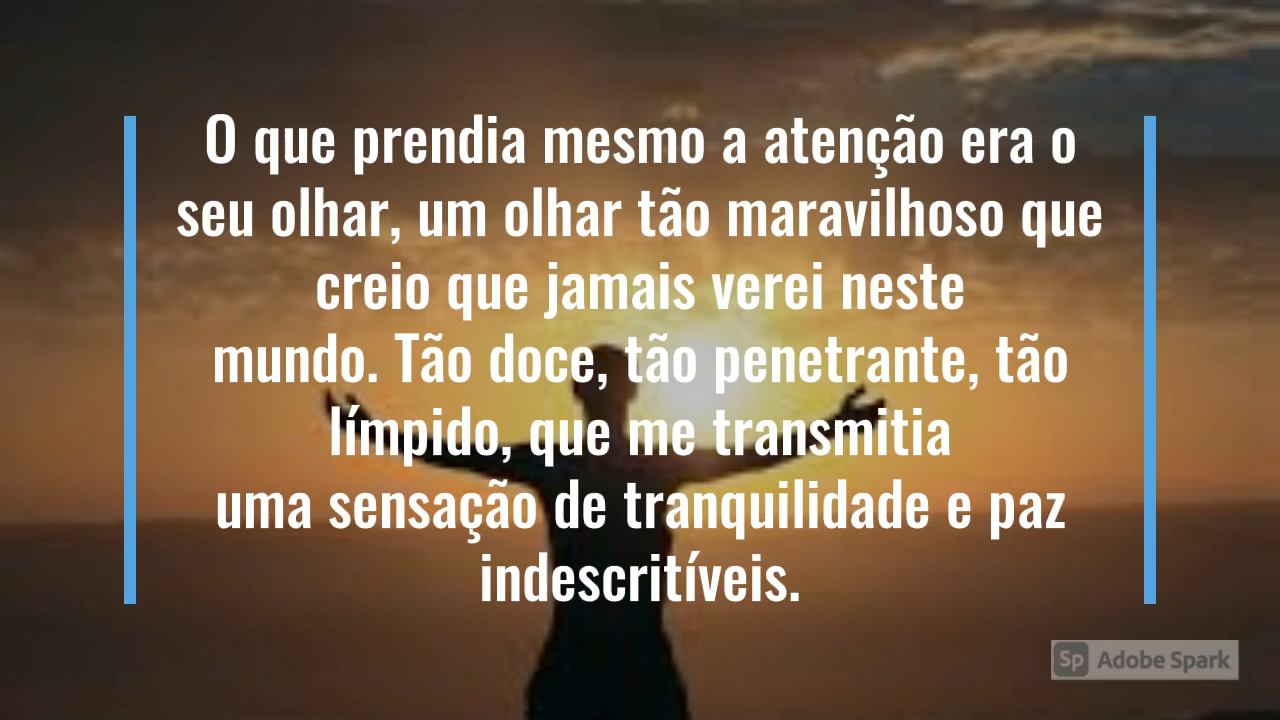 O que prendia mesmo a atenção era o
seu olhar, um olhar tão maravilhoso que
creio que jamais verei neste
mundo. Tão doce, tão penetrante, tão
límpido, que me transmitia
uma sensação de tranquilidade e paz
indescritíveis.
Sp Adobe Spark